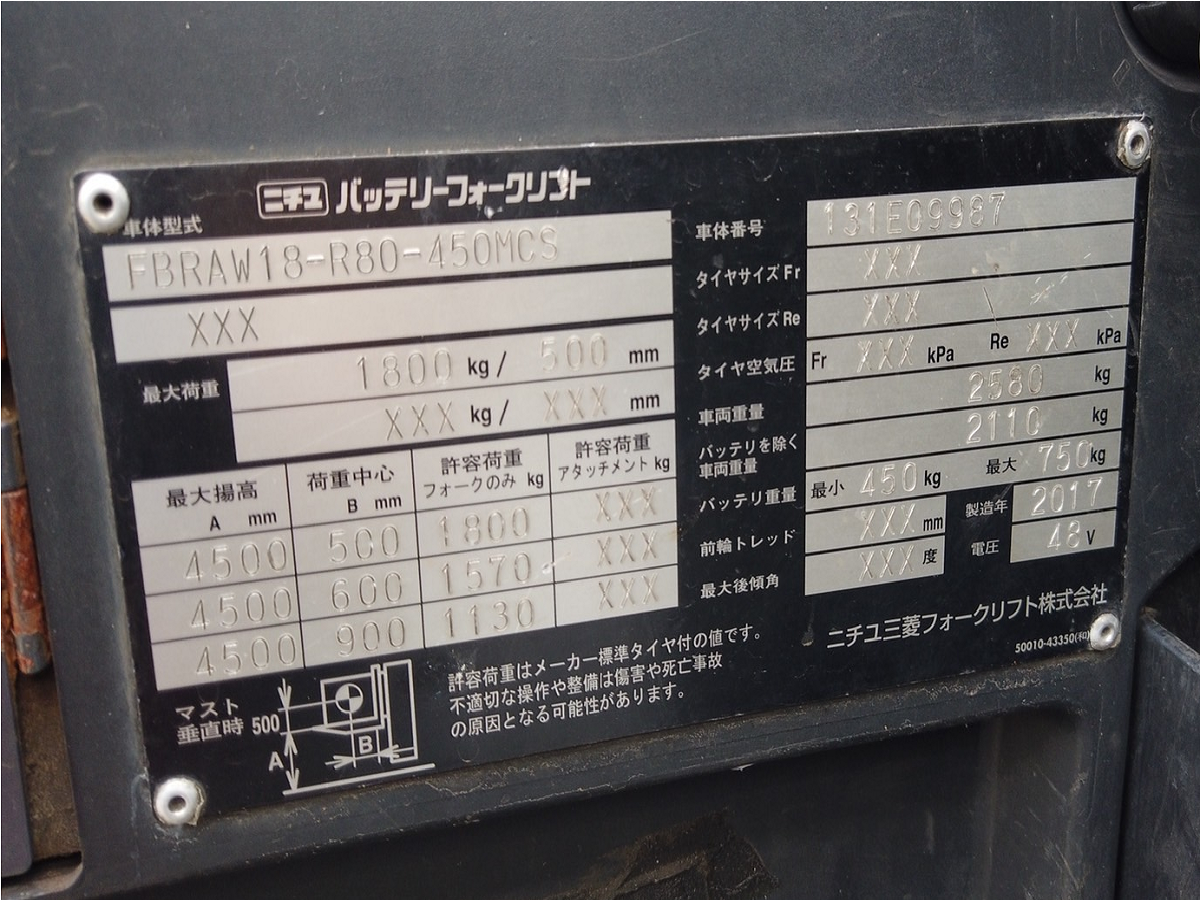 ニチユ バッテリーフォークリフト
車体型式
FBRAW18-R80-450MCS
XXX
最大荷重 1800 kg/ 500 mm
XXX kg/ XXX mm
最大揚高 A mm 荷重中心 B mm 許容荷重 フォークのみ kg 許容荷重 アタッチメント kg
4500 500 1800 XXX
4500 600 1570 XXX
4500 900 1130 XXX
マスト
垂直時 500
A
B
許容荷重はメーカー標準タイヤ付の値です。
不適切な操作や整備は傷害や死亡事故
の原因となる可能性があります。
車体番号 131E09987
タイヤサイズ Fr XXX
タイヤサイズ Re XXX
タイヤ空気圧 Fr XXX kPa Re XXX kPa
車両重量 2580 kg
バッテリを除く
車両重量 2110 kg
バッテリ重量 最小 450 kg 最大 750 kg
前輪トレッド XXX mm 製造年 2017
最大後傾角 XXX 度 電圧 48 V
ニチユ三菱フォークリフト株式会社
50010-43350(和)